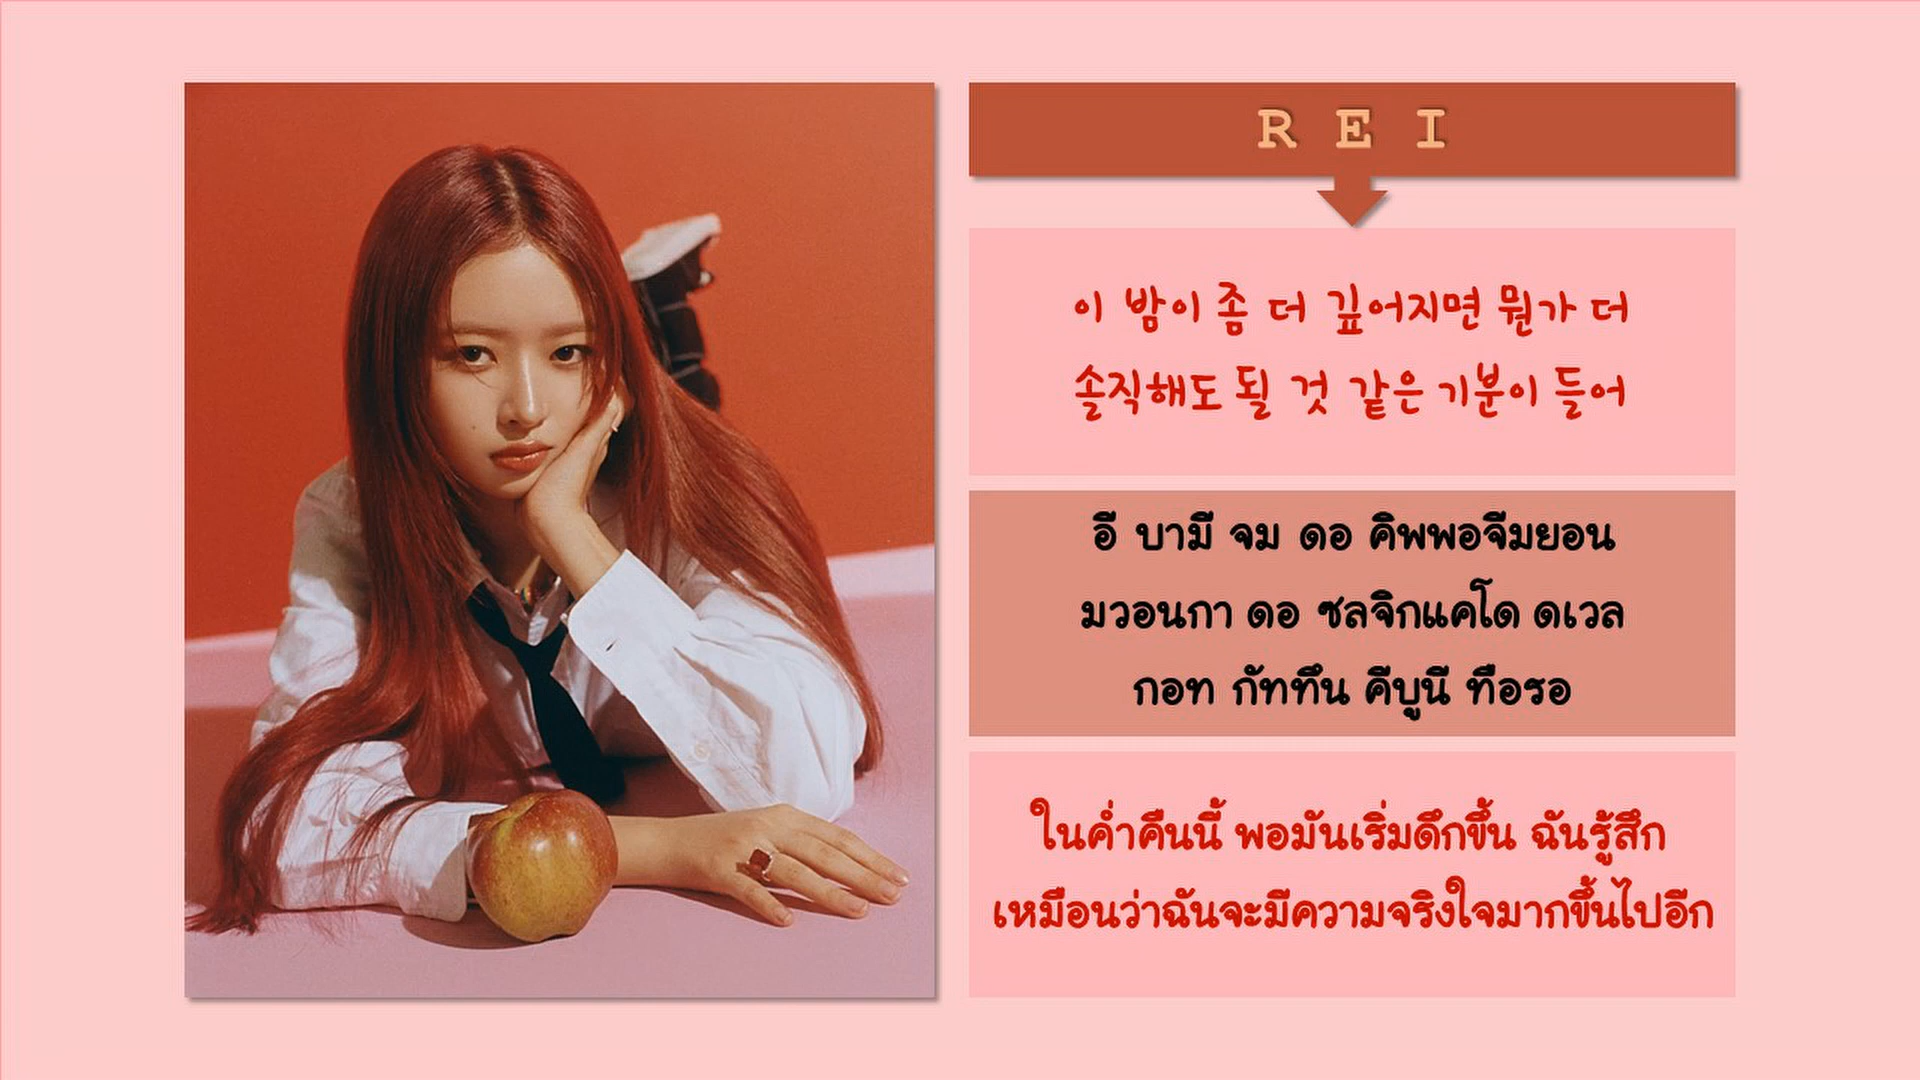 R E I
이 밤이 좀 더 깊어지면 뭔가 더
솔직해도 될 것 같은 기분이 들어
อี บามี จม ดอ คิพพอจีมยอน
มวอนกา ดอ ซลจิกแคโด ดเวล
กอท กัททึน คีบูนี ทือรอ
ในค่ำคืนนี้ พอมันเริ่มดึกขึ้น ฉันรู้สึก
เหมือนว่าฉันจะมีความจริงใจมากขึ้นไปอีก